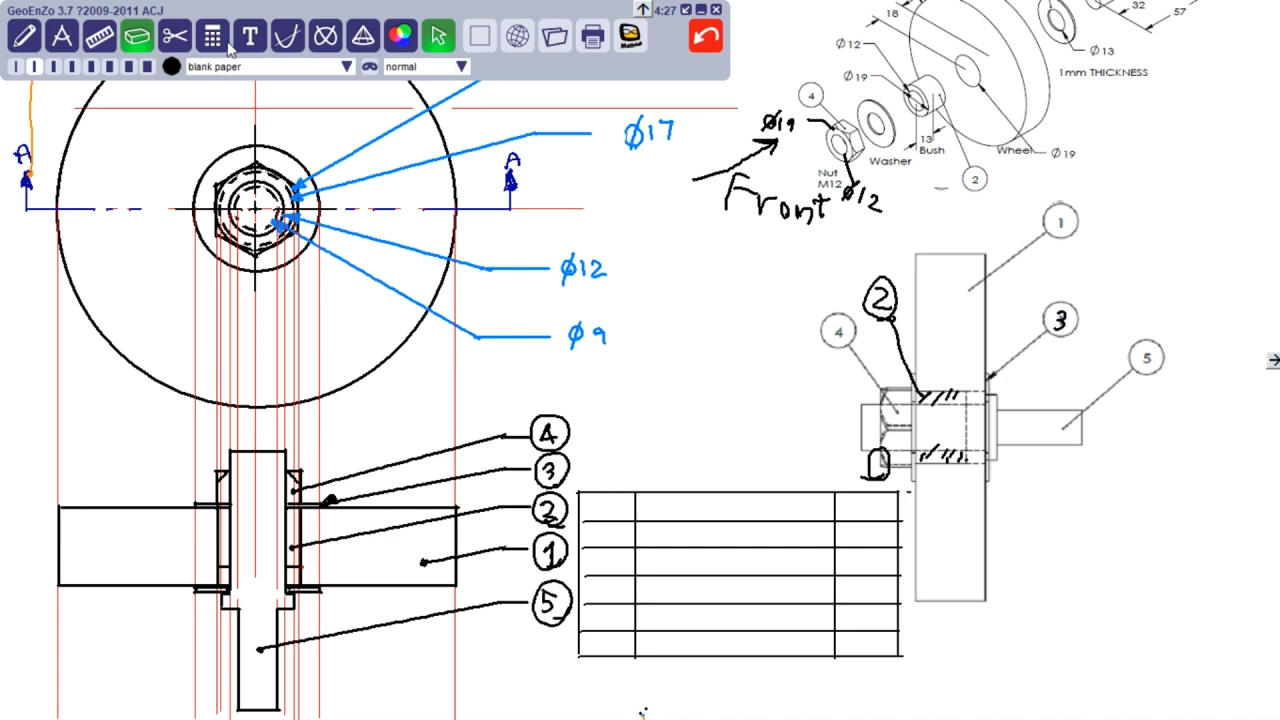 GeoEnZo 3.7 ?2009-2011 ACJ
4:27
T
Mathlet
blank paper
normal
A
A
Ø17
Ø12
Ø9
18
32
57
Ø12
Ø19
Ø13
1mm THICKNESS
4
Ø19
13
Bush
Washer
Wheel
Ø19
Nut
M12
Ø12
2
Front
1
2
3
4
5
4
3
2
1
5